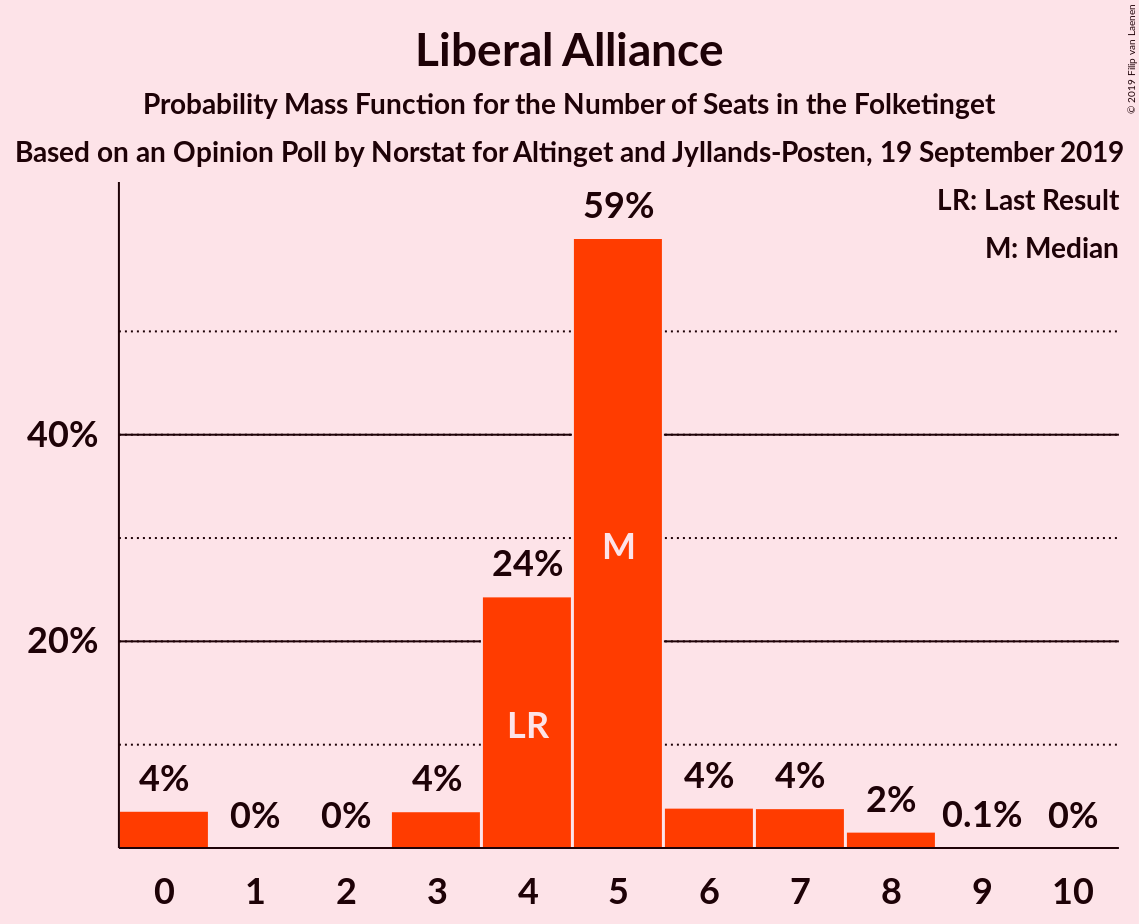 Liberal Alliance
Probability Mass Function for the Number of Seats in the Folketinget
Based on an Opinion Poll by Norstat for Altinget and Jyllands-Posten, 19 September 2019
© 2019 Filip van Laenen
LR: Last Result
M: Median
59%
40%
M
24%
20%
LR
4% 0% 0% 4% 4% 4% 2% 0.1% 0%
0 1 2 3 4 5 6 7 8 9 10